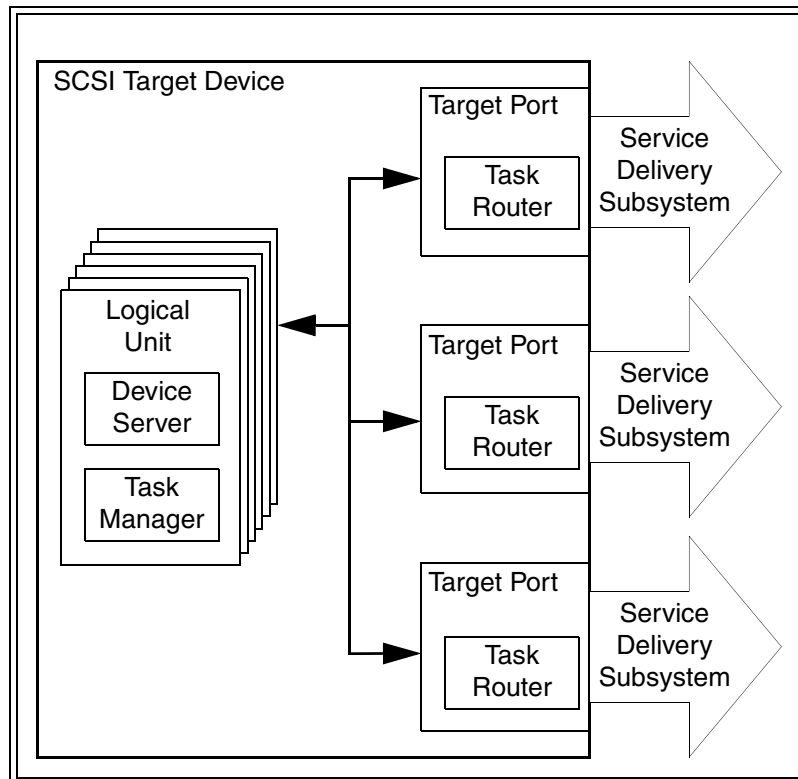 SCSI Target Device
Target Port
Task
Router
Service
Delivery
Subsystem
Logical
Unit
Device
Server
Task
Manager
Target Port
Task
Router
Service
Delivery
Subsystem
Target Port
Task
Router
Service
Delivery
Subsystem